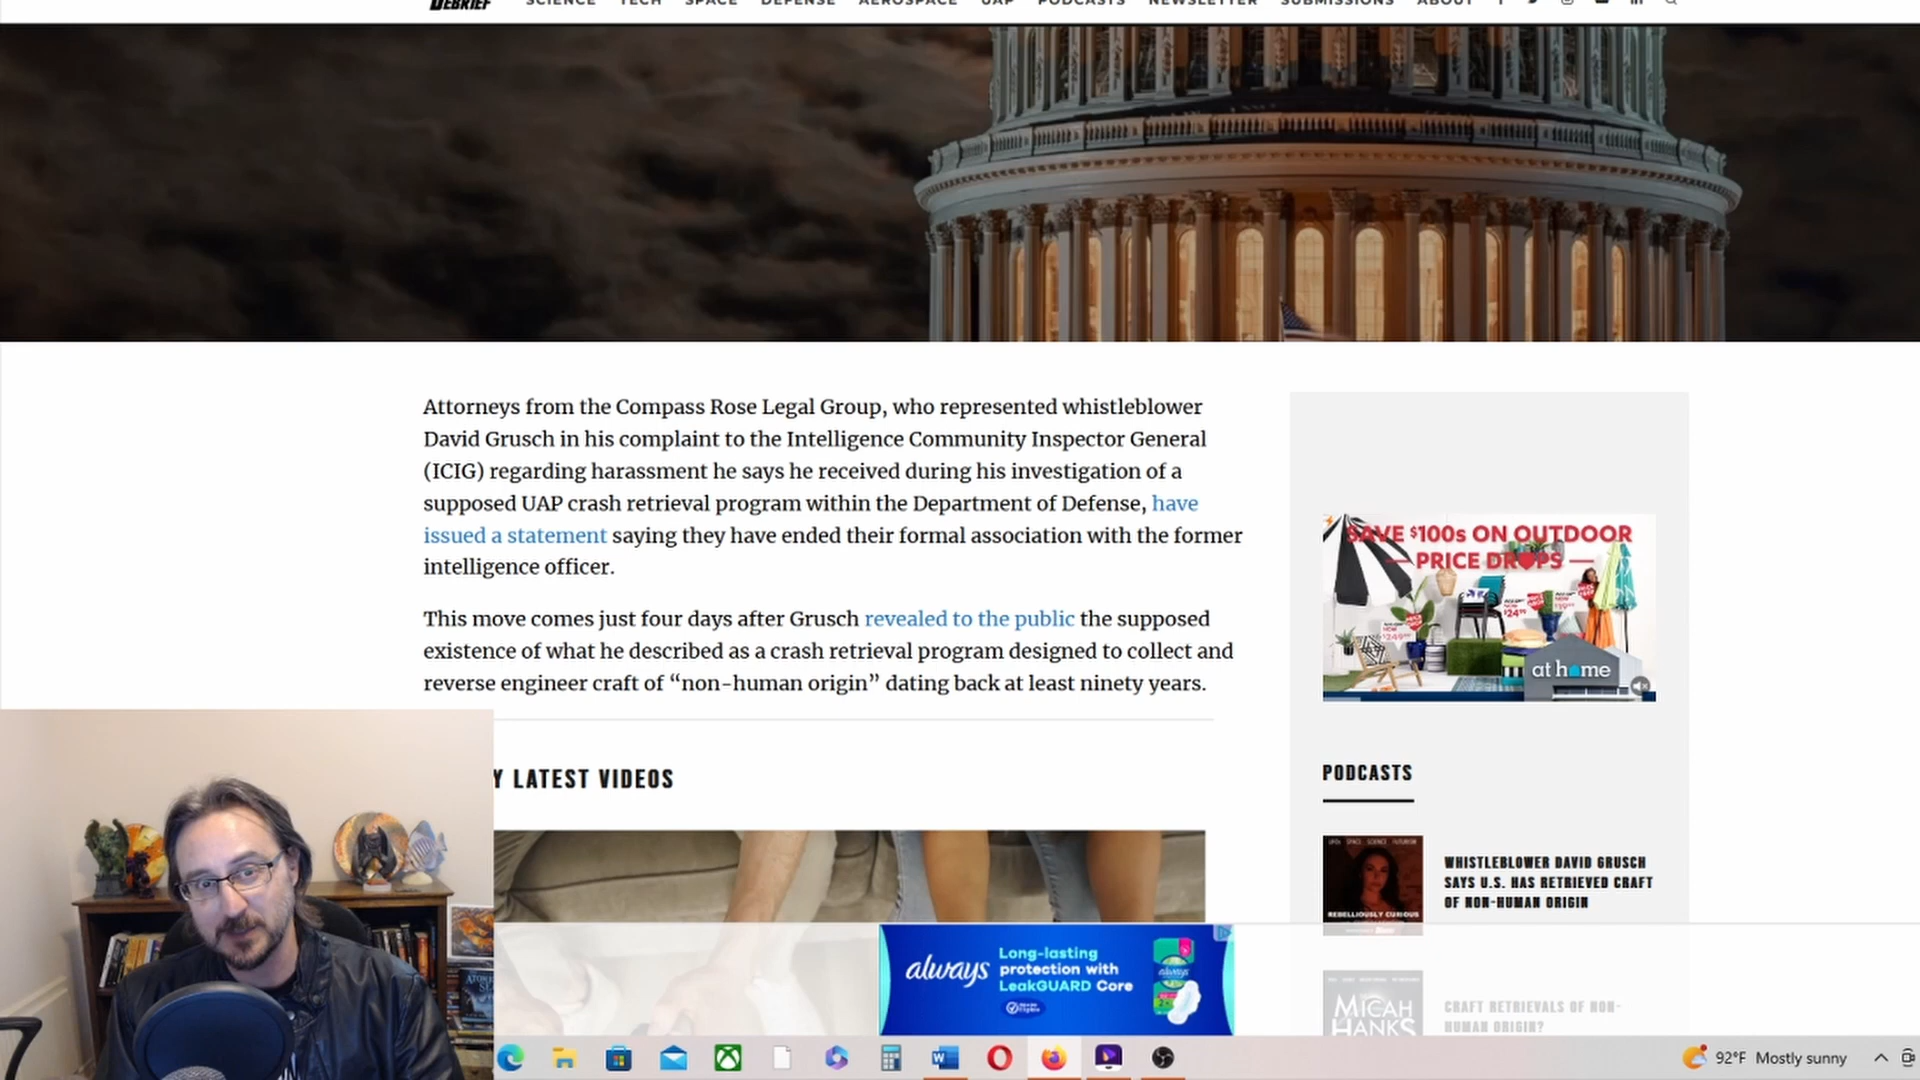 DEBRIEF
SCIENCE TECH SPACE DEFENSE AEROSPACE UAP PODCASTS NEWSLETTER SUBMISSIONS ABOUT
Attorneys from the Compass Rose Legal Group, who represented whistleblower
David Grusch in his complaint to the Intelligence Community Inspector General
(ICIG) regarding harassment he says he received during his investigation of a
supposed UAP crash retrieval program within the Department of Defense, have
issued a statement saying they have ended their formal association with the former
intelligence officer.
This move comes just four days after Grusch revealed to the public the supposed
existence of what he described as a crash retrieval program designed to collect and
reverse engineer craft of “non-human origin” dating back at least ninety years.
Y LATEST VIDEOS
SAVE $100s ON OUTDOOR
PRICE DROPS
at home
PODCASTS
REBELLIOUSLY CURIOUS
WHISTLEBLOWER DAVID GRUSCH
SAYS U.S. HAS RETRIEVED CRAFT
OF NON-HUMAN ORIGIN
MICAH
HANKS
CRAFT RETRIEVALS OF NON-
HUMAN ORIGIN?
always
Long-lasting
protection with
LeakGUARD Core
always
92°F Mostly sunny